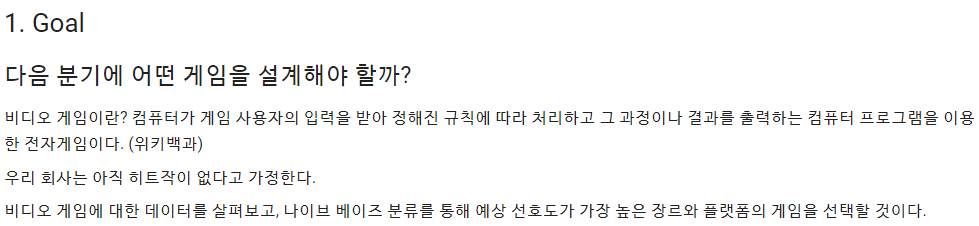 1. Goal
다음 분기에 어떤 게임을 설계해야 할까?
비디오 게임이란? 컴퓨터가 게임 사용자의 입력을 받아 정해진 규칙에 따라 처리하고 그 과정이나 결과를 출력하는 컴퓨터 프로그램을 이용
한 전자게임이다. (위키백과)
우리 회사는 아직 히트작이 없다고 가정한다.
비디오 게임에 대한 데이터를 살펴보고, 나이브 베이즈 분류를 통해 예상 선호도가 가장 높은 장르와 플랫폼의 게임을 선택할 것이다.